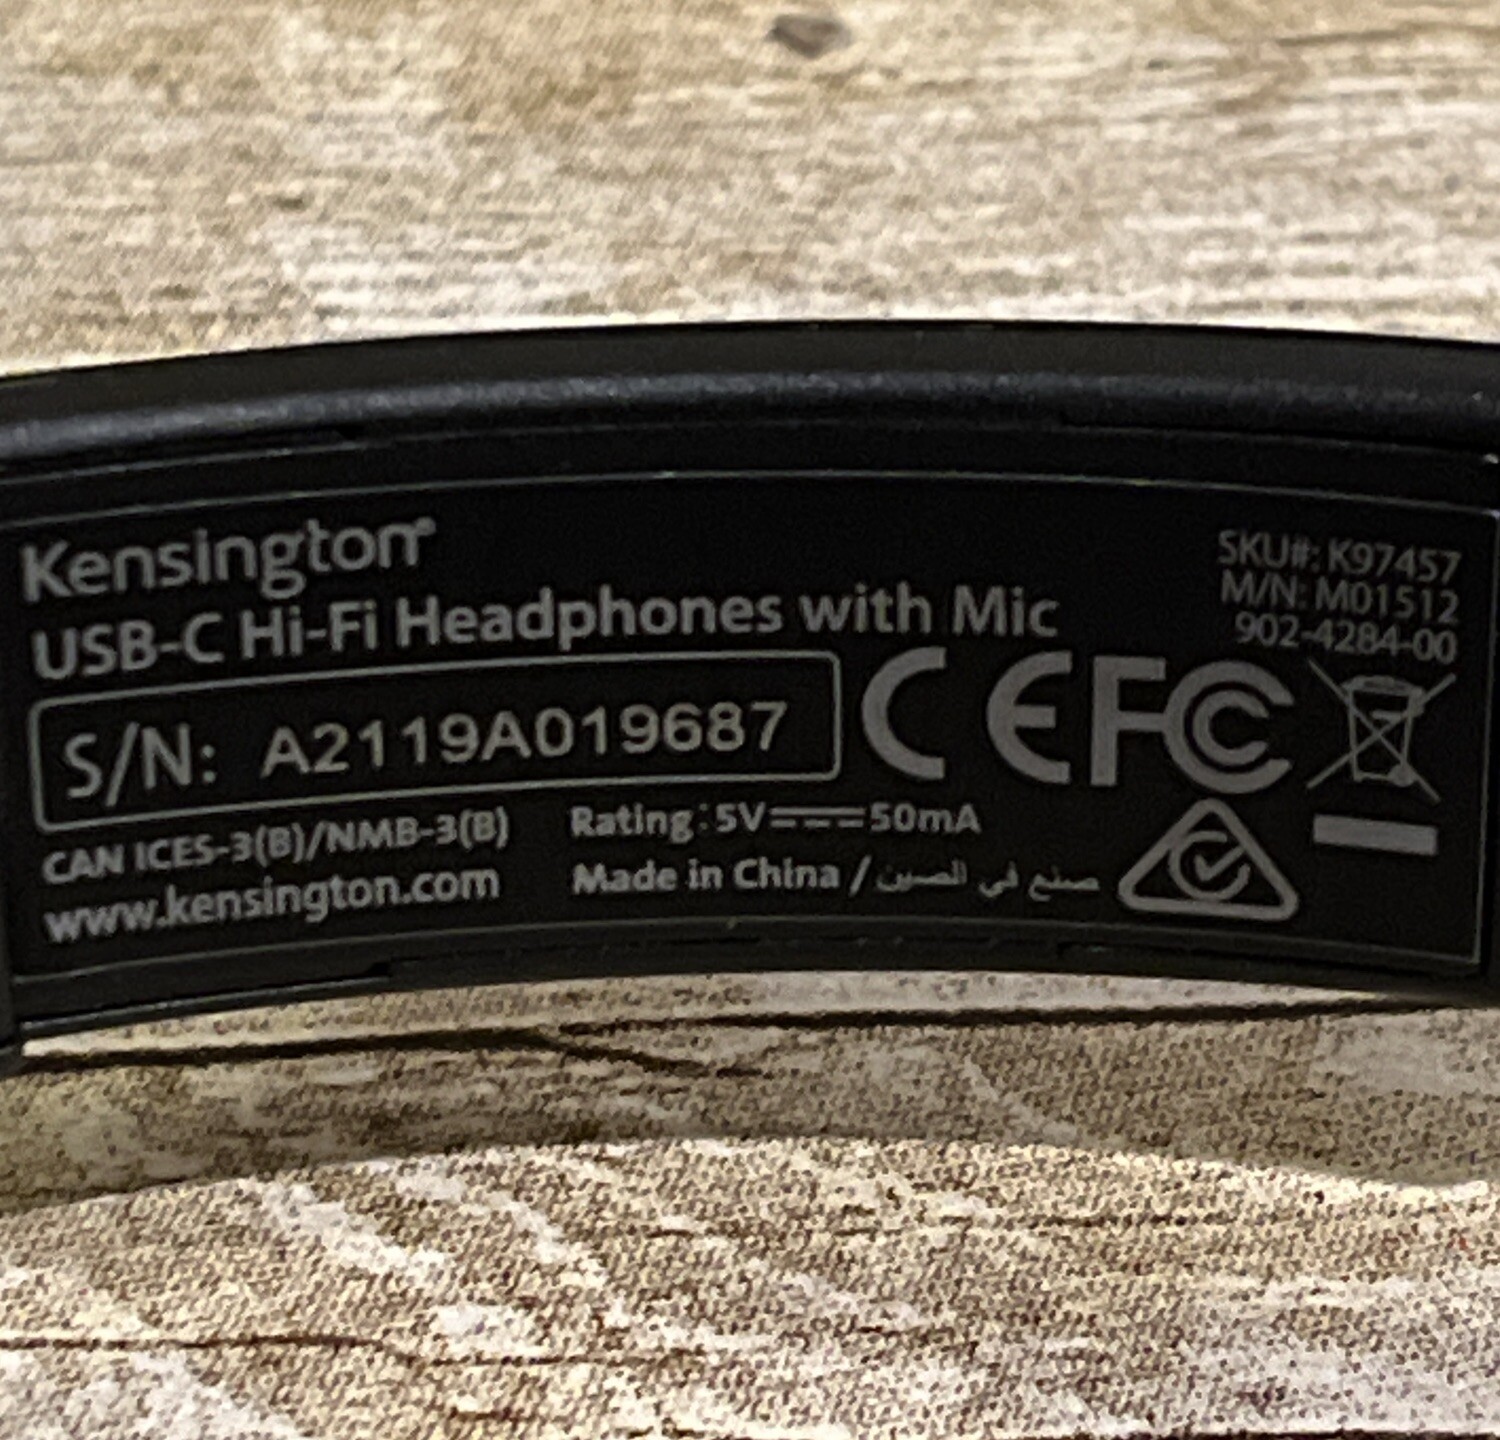 Kensington®
USB-C Hi-Fi Headphones with Mic
SKU#: K97457
M/N: M01512
902-4284-00
S/N: A2119A019687
CE FC
CAN ICES-3(B)/NMB-3(B)
www.kensington.com
Rating: 5V⎓50mA
Made in China / صنع في الصين